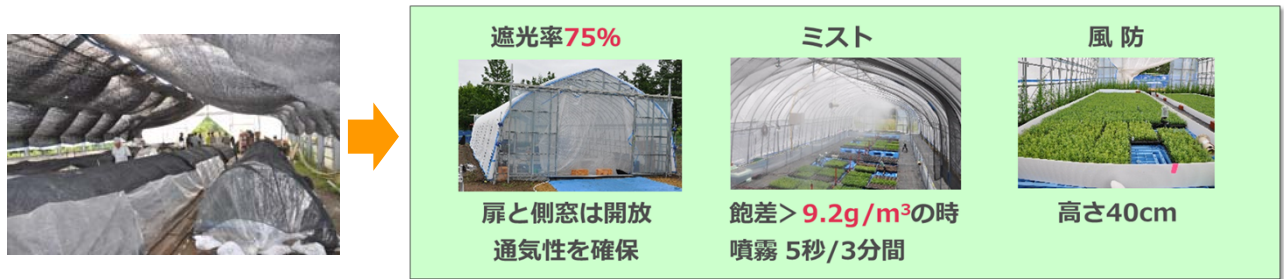 遮光率75%
ミスト
風 防
扉と側窓は開放
通気性を確保
飽差＞9.2g/m³の時
噴霧 5秒/3分間
高さ40cm